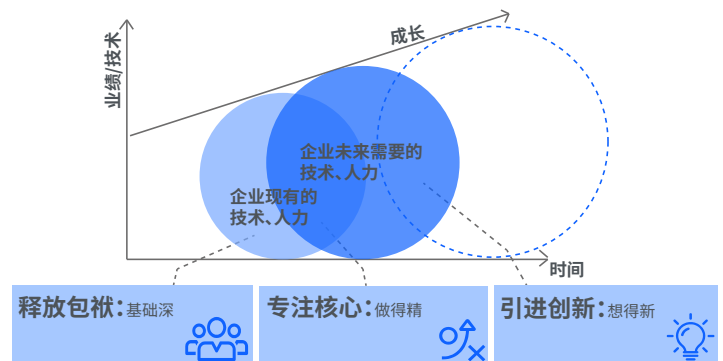 成长
业绩/技术
企业未来需要的
技术、人力
企业现有的
技术、人力
时间
释放包袱：基础深
专注核心：做得精
引进创新：想得新